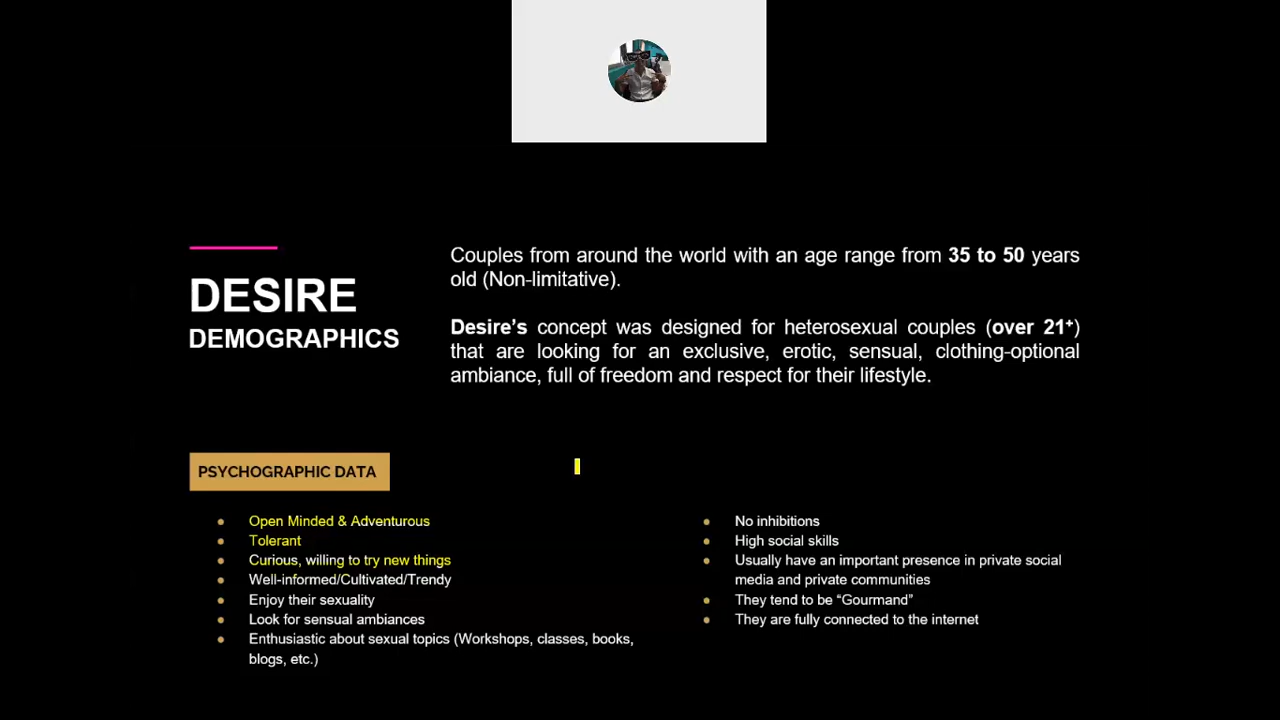 DESIRE
DEMOGRAPHICS
Couples from around the world with an age range from 35 to 50 years
old (Non-limitative).
Desire's concept was designed for heterosexual couples (over 21⁺)
that are looking for an exclusive, erotic, sensual, clothing-optional
ambiance, full of freedom and respect for their lifestyle.
PSYCHOGRAPHIC DATA
● Open Minded & Adventurous
● Tolerant
● Curious, willing to try new things
● Well-informed/Cultivated/Trendy
● Enjoy their sexuality
● Look for sensual ambiances
● Enthusiastic about sexual topics (Workshops, classes, books,
blogs, etc.)
● No inhibitions
● High social skills
● Usually have an important presence in private social
media and private communities
● They tend to be “Gourmand”
● They are fully connected to the internet